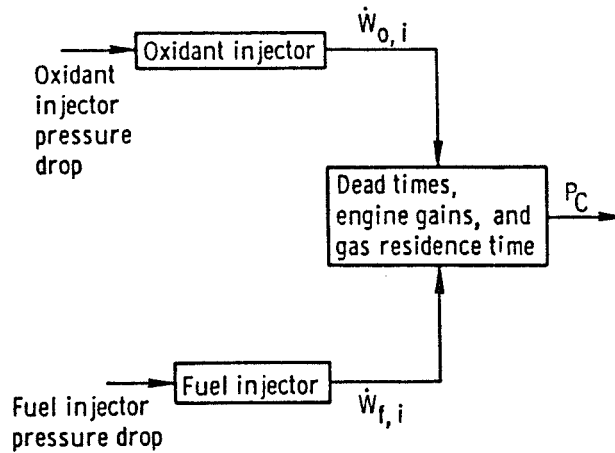 Oxidant injector
Ẇo, i
Oxidant
injector
pressure
drop
Dead times,
engine gains, and
gas residence time
PC
Fuel injector
Ẇf, i
Fuel injector
pressure drop